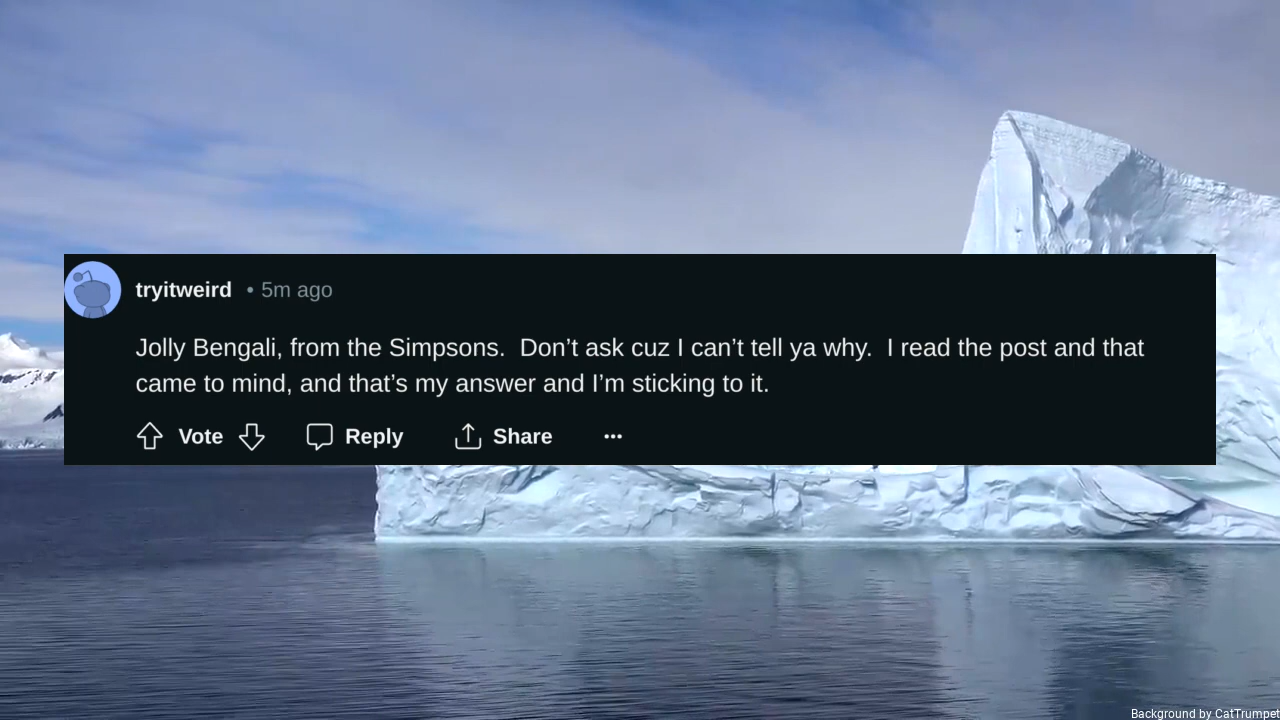 tryitweird • 5m ago
Jolly Bengali, from the Simpsons.  Don’t ask cuz I can’t tell ya why.  I read the post and that
came to mind, and that’s my answer and I’m sticking to it.
Vote Reply Share ...
Background by CatTrumpet